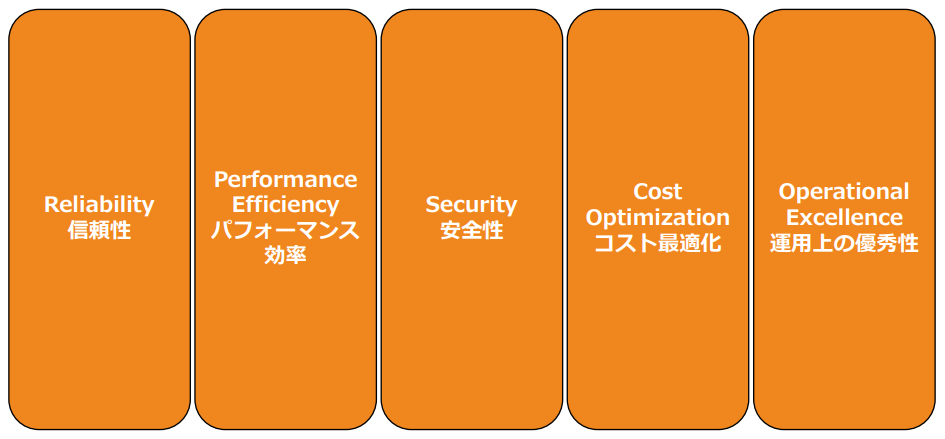 Reliability
信頼性
Performance
Efficiency
パフォーマンス
効率
Security
安全性
Cost
Optimization
コスト最適化
Operational
Excellence
運用上の優秀性